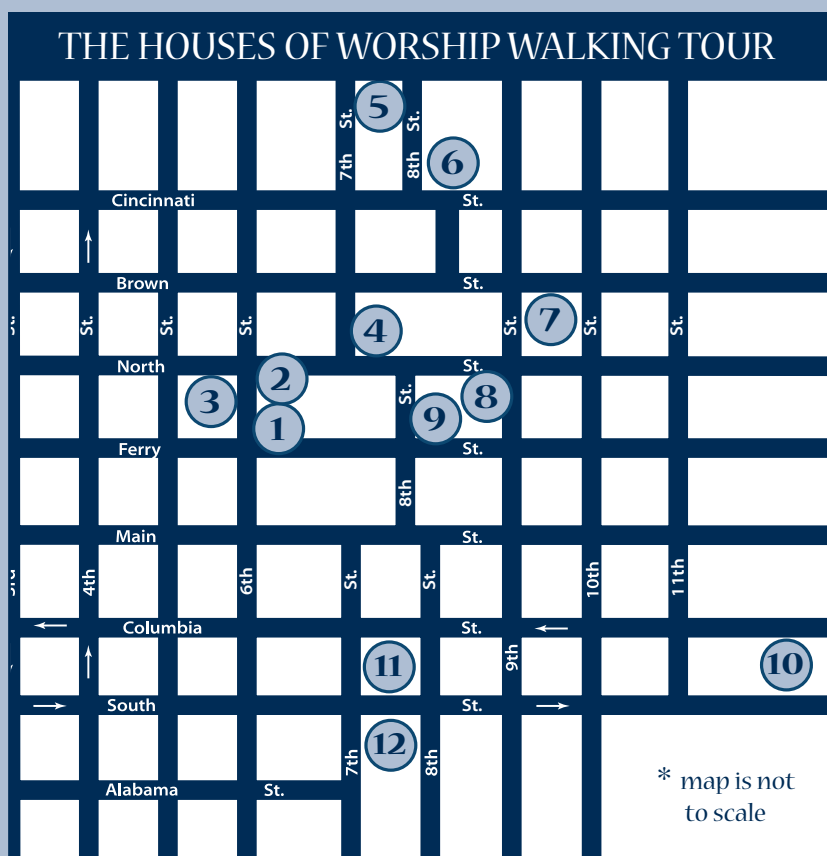 THE HOUSES OF WORSHIP WALKING TOUR
5
St.
St.
7th
8th
6
Cincinnati St.
Brown St.
St.
St.
St.
4
St.
7
St.
St.
North St.
3
2
1
St.
9
8
Ferry St.
8th
Main St.
4th
6th
St.
St.
10th
11th
Columbia St.
11
9th
10
South St.
7th
12
8th
Alabama St.
* map is not
to scale